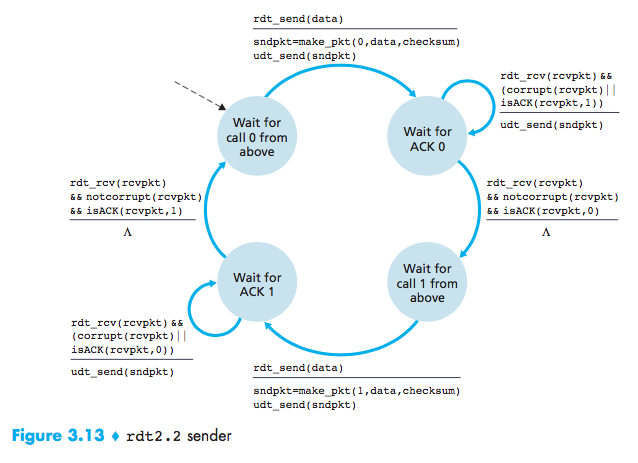 rdt_send(data)
sndpkt=make_pkt(0,data,checksum)
udt_send(sndpkt)
rdt_rcv(rcvpkt) &&
(corrupt(rcvpkt)||
isACK(rcvpkt,1))
udt_send(sndpkt)
Wait for
call 0 from
above
Wait for
ACK 0
rdt_rcv(rcvpkt)
&& notcorrupt(rcvpkt)
&& isACK(rcvpkt,1)
Λ
rdt_rcv(rcvpkt)
&& notcorrupt(rcvpkt)
&& isACK(rcvpkt,0)
Λ
Wait for
ACK 1
Wait for
call 1 from
above
rdt_rcv(rcvpkt) &&
(corrupt(rcvpkt)||
isACK(rcvpkt,0))
udt_send(sndpkt)
rdt_send(data)
sndpkt=make_pkt(1,data,checksum)
udt_send(sndpkt)
Figure 3.13 ♦ rdt2.2 sender